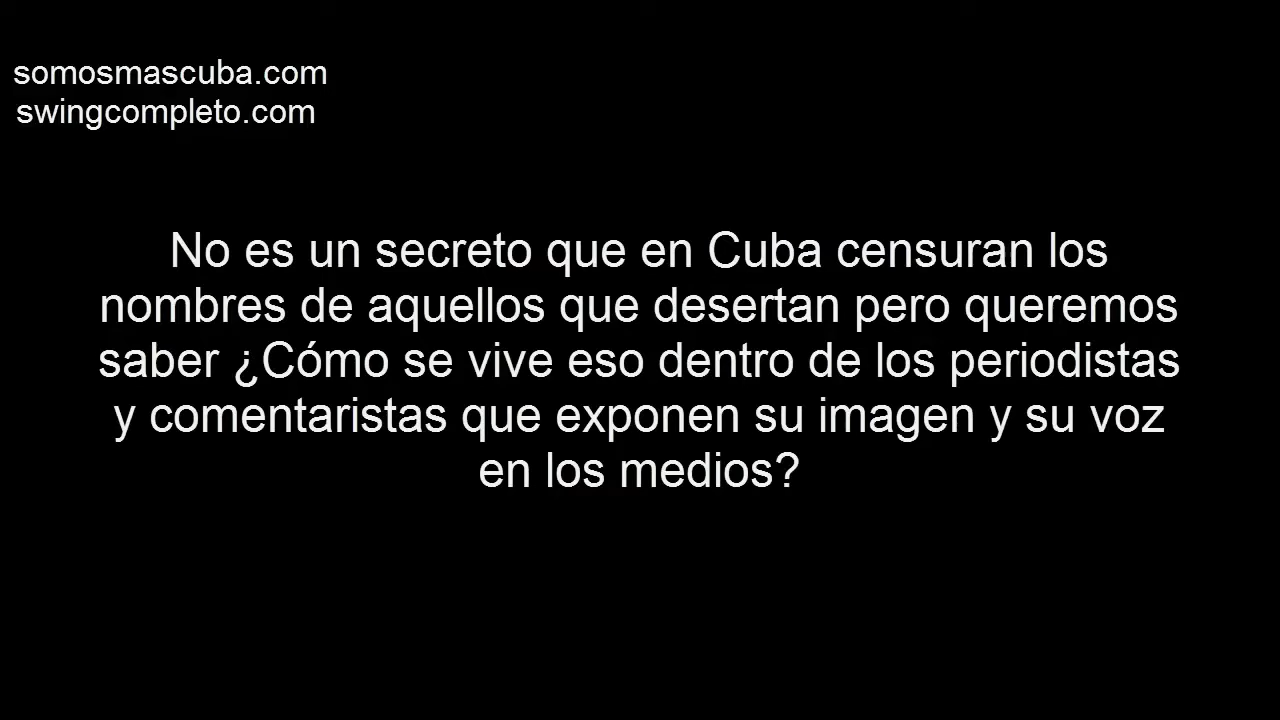 somosmascuba.com
swingcompleto.com
No es un secreto que en Cuba censuran los
nombres de aquellos que desertan pero queremos
saber ¿Cómo se vive eso dentro de los periodistas
y comentaristas que exponen su imagen y su voz
en los medios?